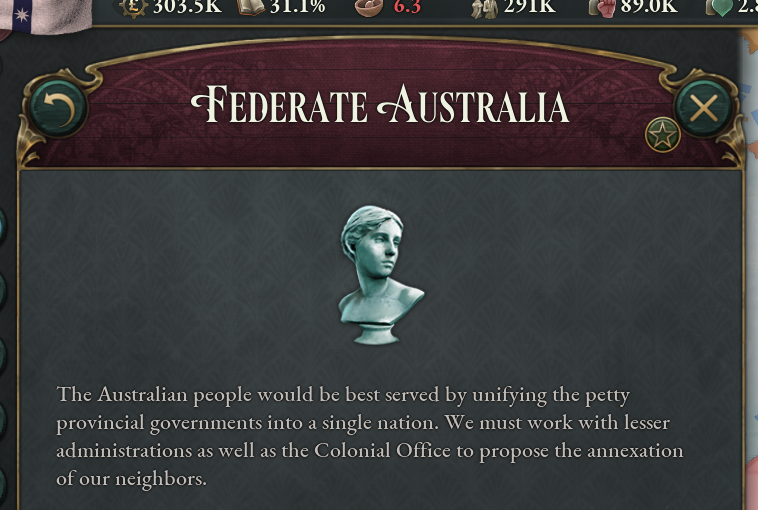 303.5K 31.1% 6.3 291K 89.0K 2.8
FEDERATE AUSTRALIA
The Australian people would be best served by unifying the petty
provincial governments into a single nation. We must work with lesser
administrations as well as the Colonial Office to propose the annexation
of our neighbors.